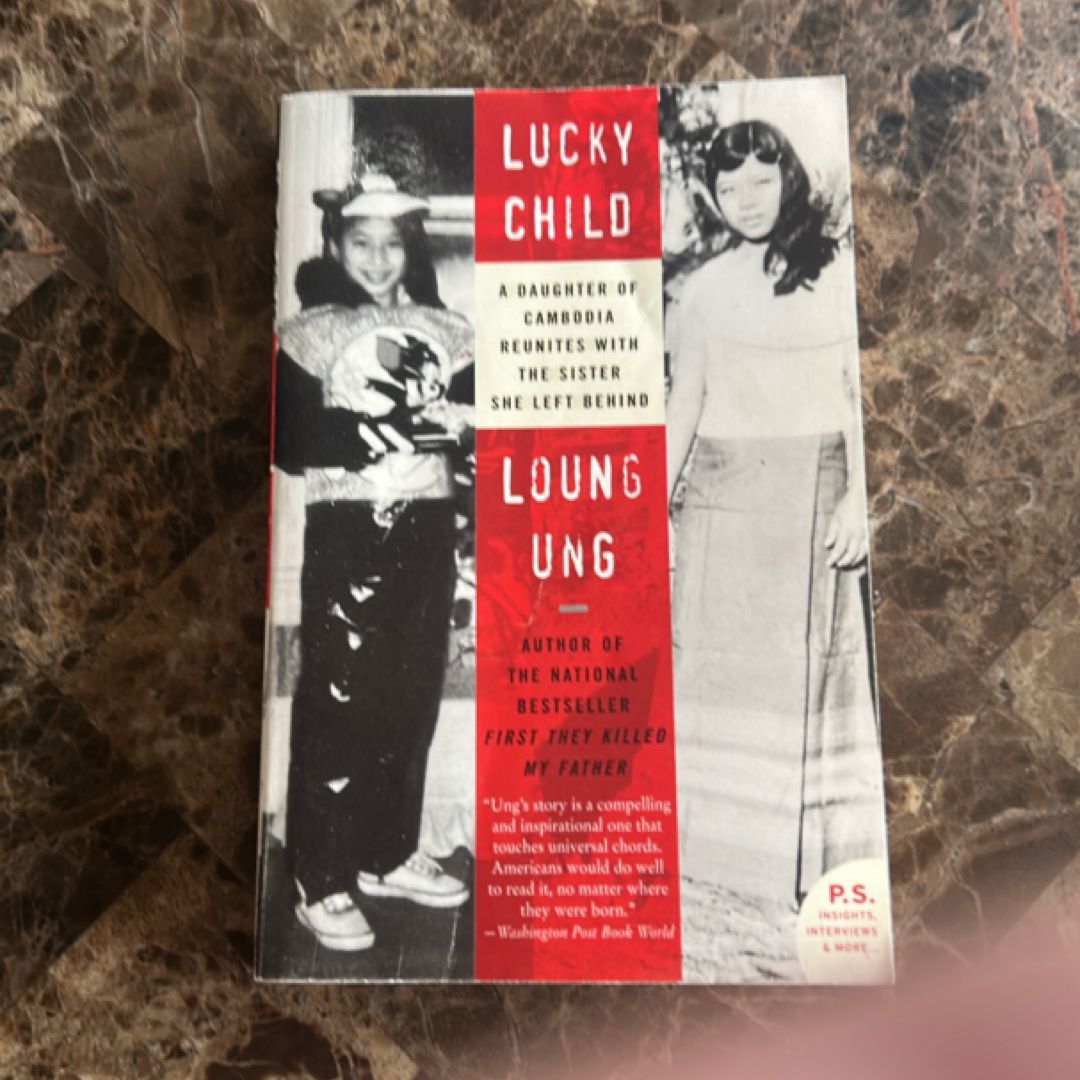 LUCKY
CHILD
A DAUGHTER OF
CAMBODIA
REUNITES WITH
THE SISTER
SHE LEFT BEHIND
LOUNG
UNG
AUTHOR OF
THE NATIONAL
BESTSELLER
FIRST THEY KILLED
MY FATHER
"Ung's story is a compelling
and inspirational one that
touches universal chords.
Americans would do well
to read it, no matter where
they were born."
—Washington Post Book World
P.S.
INSIGHTS,
INTERVIEWS
& MORE...